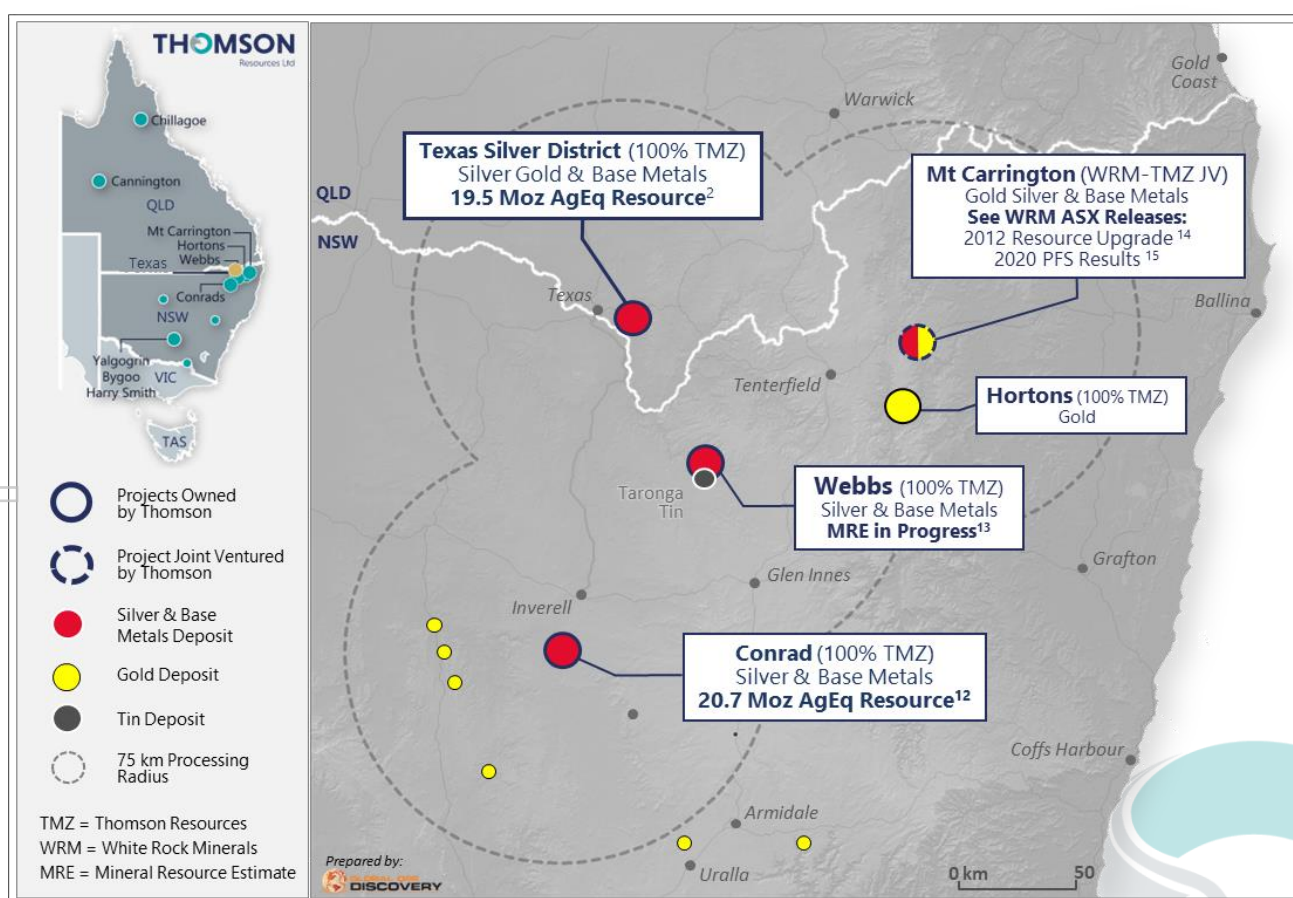 THOMSON
Resources Ltd
Chillagoe
Cannington
QLD
Mt Carrington
Hortons
Webbs
Texas
Conrads
NSW
Yalgogrin
Bygoo
Harry Smith
VIC
TAS
Projects Owned
by Thomson
Project Joint Ventured
by Thomson
Silver & Base
Metals Deposit
Gold Deposit
Tin Deposit
75 km Processing
Radius
TMZ = Thomson Resources
WRM = White Rock Minerals
MRE = Mineral Resource Estimate
Gold
Coast
Warwick
Texas Silver District (100% TMZ)
Silver Gold & Base Metals
19.5 Moz AgEq Resource²
Mt Carrington (WRM-TMZ JV)
Gold Silver & Base Metals
See WRM ASX Releases:
2012 Resource Upgrade ¹⁴
2020 PFS Results ¹⁵
QLD
NSW
Texas
Ballina
Tenterfield
Hortons (100% TMZ)
Gold
Taronga
Tin
Webbs (100% TMZ)
Silver & Base Metals
MRE in Progress¹³
Grafton
Glen Innes
Inverell
Conrad (100% TMZ)
Silver & Base Metals
20.7 Moz AgEq Resource¹²
Coffs Harbour
Armidale
Uralla
Prepared by:
GLOBAL ORE
DISCOVERY
0 km 50